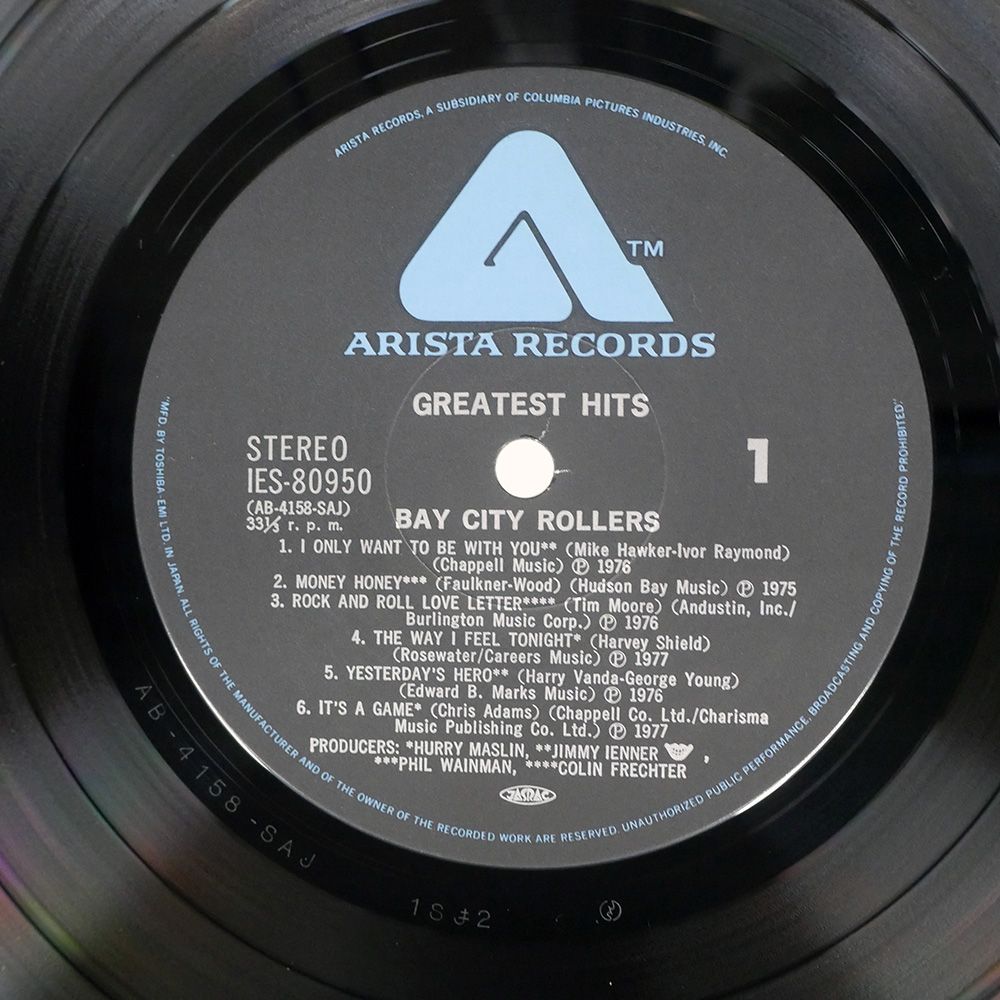 ARISTA RECORDS, A SUBSIDIARY OF COLUMBIA PICTURES INDUSTRIES, INC.
TM
ARISTA RECORDS
GREATEST HITS
STEREO
IES-80950
(AB-4158-SAJ)
33⅓ r. p. m.
1
BAY CITY ROLLERS
1. I ONLY WANT TO BE WITH YOU** (Mike Hawker-Ivor Raymond)
(Chappell Music) Ⓟ 1976
2. MONEY HONEY*** (Faulkner-Wood) (Hudson Bay Music) Ⓟ 1975
3. ROCK AND ROLL LOVE LETTER**** (Tim Moore) (Andustin, Inc./
Burlington Music Corp.) Ⓟ 1976
4. THE WAY I FEEL TONIGHT* (Harvey Shield)
(Rosewater/Careers Music) Ⓟ 1977
5. YESTERDAY'S HERO** (Harry Vanda-George Young)
(Edward B. Marks Music) Ⓟ 1976
6. IT'S A GAME* (Chris Adams) (Chappell Co. Ltd./Charisma
Music Publishing Co. Ltd.) Ⓟ 1977
PRODUCERS: *HURRY MASLIN, **JIMMY IENNER,
***PHIL WAINMAN, ****COLIN FRECHTER
JASRAC
"MFD. BY TOSHIBA-EMI LTD. IN JAPAN. ALL RIGHTS OF THE MANUFACTURER AND OF THE OWNER OF THE RECORDED WORK ARE RESERVED. UNAUTHORIZED PUBLIC PERFORMANCE, BROADCASTING AND COPYING OF THE RECORD PROHIBITED."
AB-4158-SAJ
1S 2